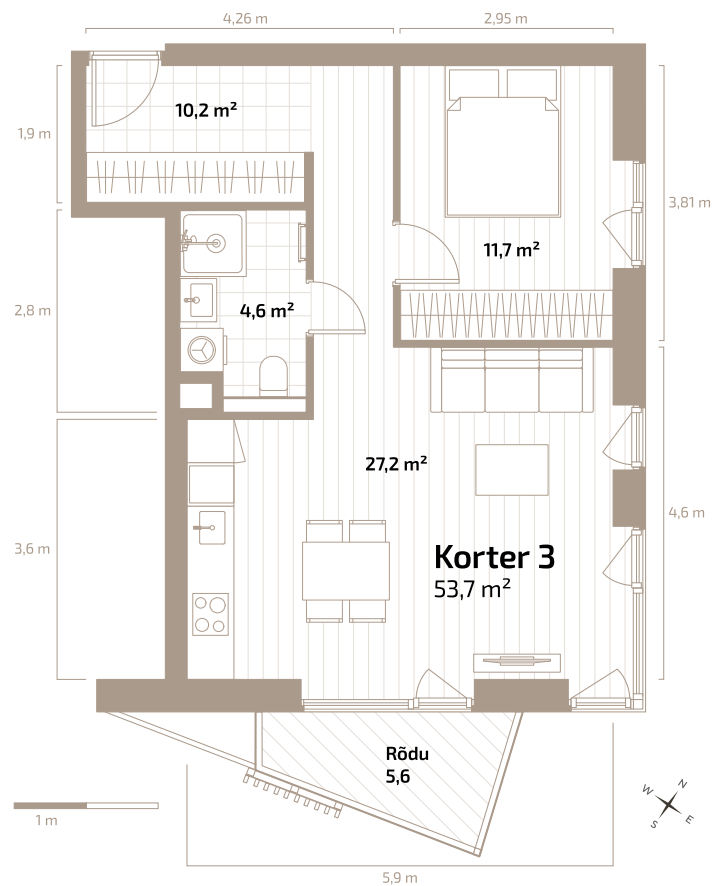 4,26 m
2,95 m
10,2 m²
1,9 m
3,81 m
11,7 m²
2,8 m
4,6 m²
27,2 m²
4,6 m
3,6 m
Korter 3
53,7 m²
Rõdu
5,6
N
W
E
S
1 m
5,9 m